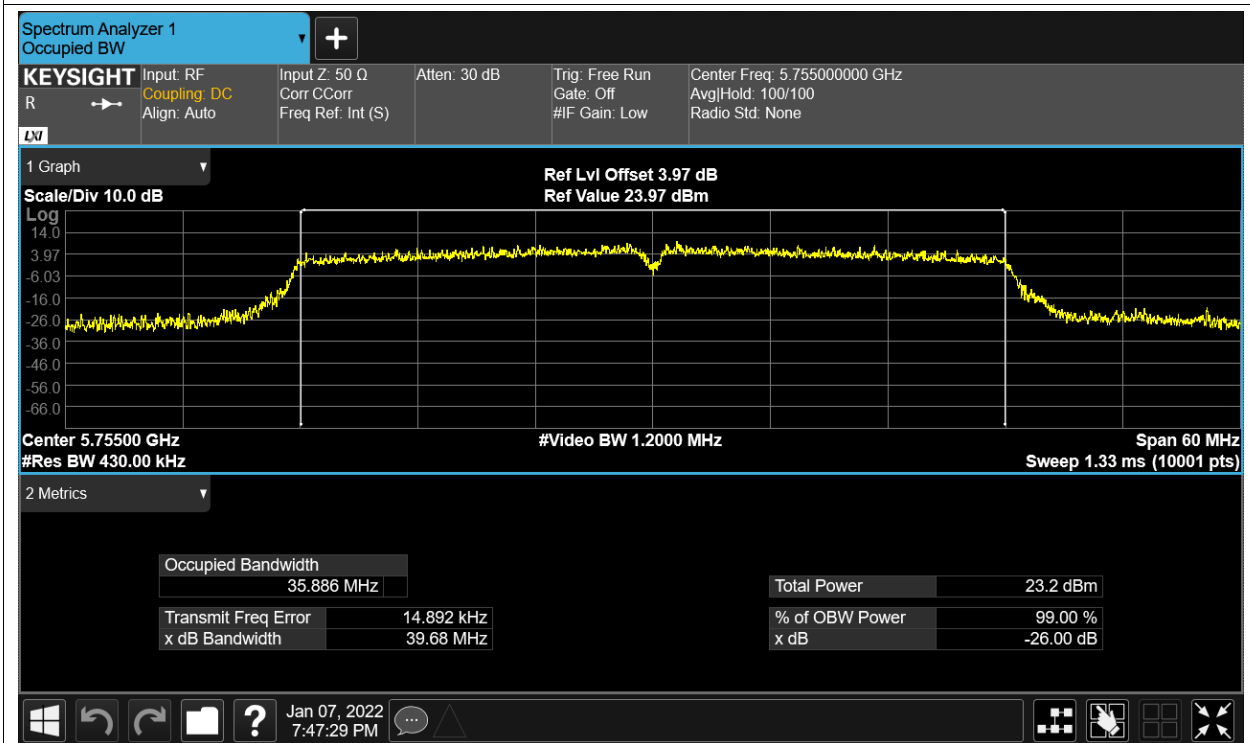 Spectrum Analyzer 1
Occupied BW
+
KEYSIGHT
R
LXI
Input: RF
Coupling: DC
Align: Auto
Input Z: 50 Ω
Corr CCorr
Freq Ref: Int (S)
Atten: 30 dB
Trig: Free Run
Gate: Off
#IF Gain: Low
Center Freq: 5.755000000 GHz
Avg|Hold: 100/100
Radio Std: None
1 Graph
Ref Lvl Offset 3.97 dB
Scale/Div 10.0 dB
Ref Value 23.97 dBm
Log
14.0
3.97
-6.03
-16.0
-26.0
-36.0
-46.0
-56.0
-66.0
Center 5.75500 GHz
#Video BW 1.2000 MHz
Span 60 MHz
#Res BW 430.00 kHz
Sweep 1.33 ms (10001 pts)
2 Metrics
Occupied Bandwidth
35.886 MHz
Total Power 23.2 dBm
Transmit Freq Error 14.892 kHz
% of OBW Power 99.00 %
x dB Bandwidth 39.68 MHz
x dB -26.00 dB
?
Jan 07, 2022
7:47:29 PM